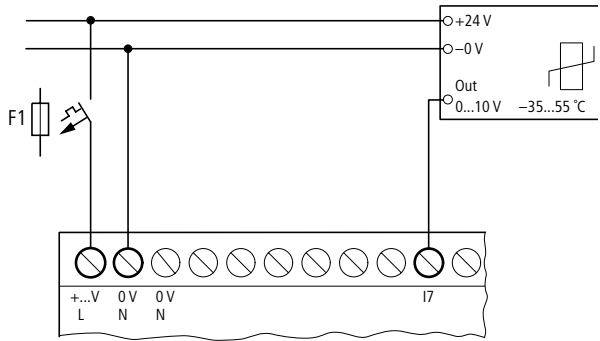 +24 V
–0 V
Out
0...10 V –35...55 ˚C
F1
+...V 0 V 0 V I7
L N N